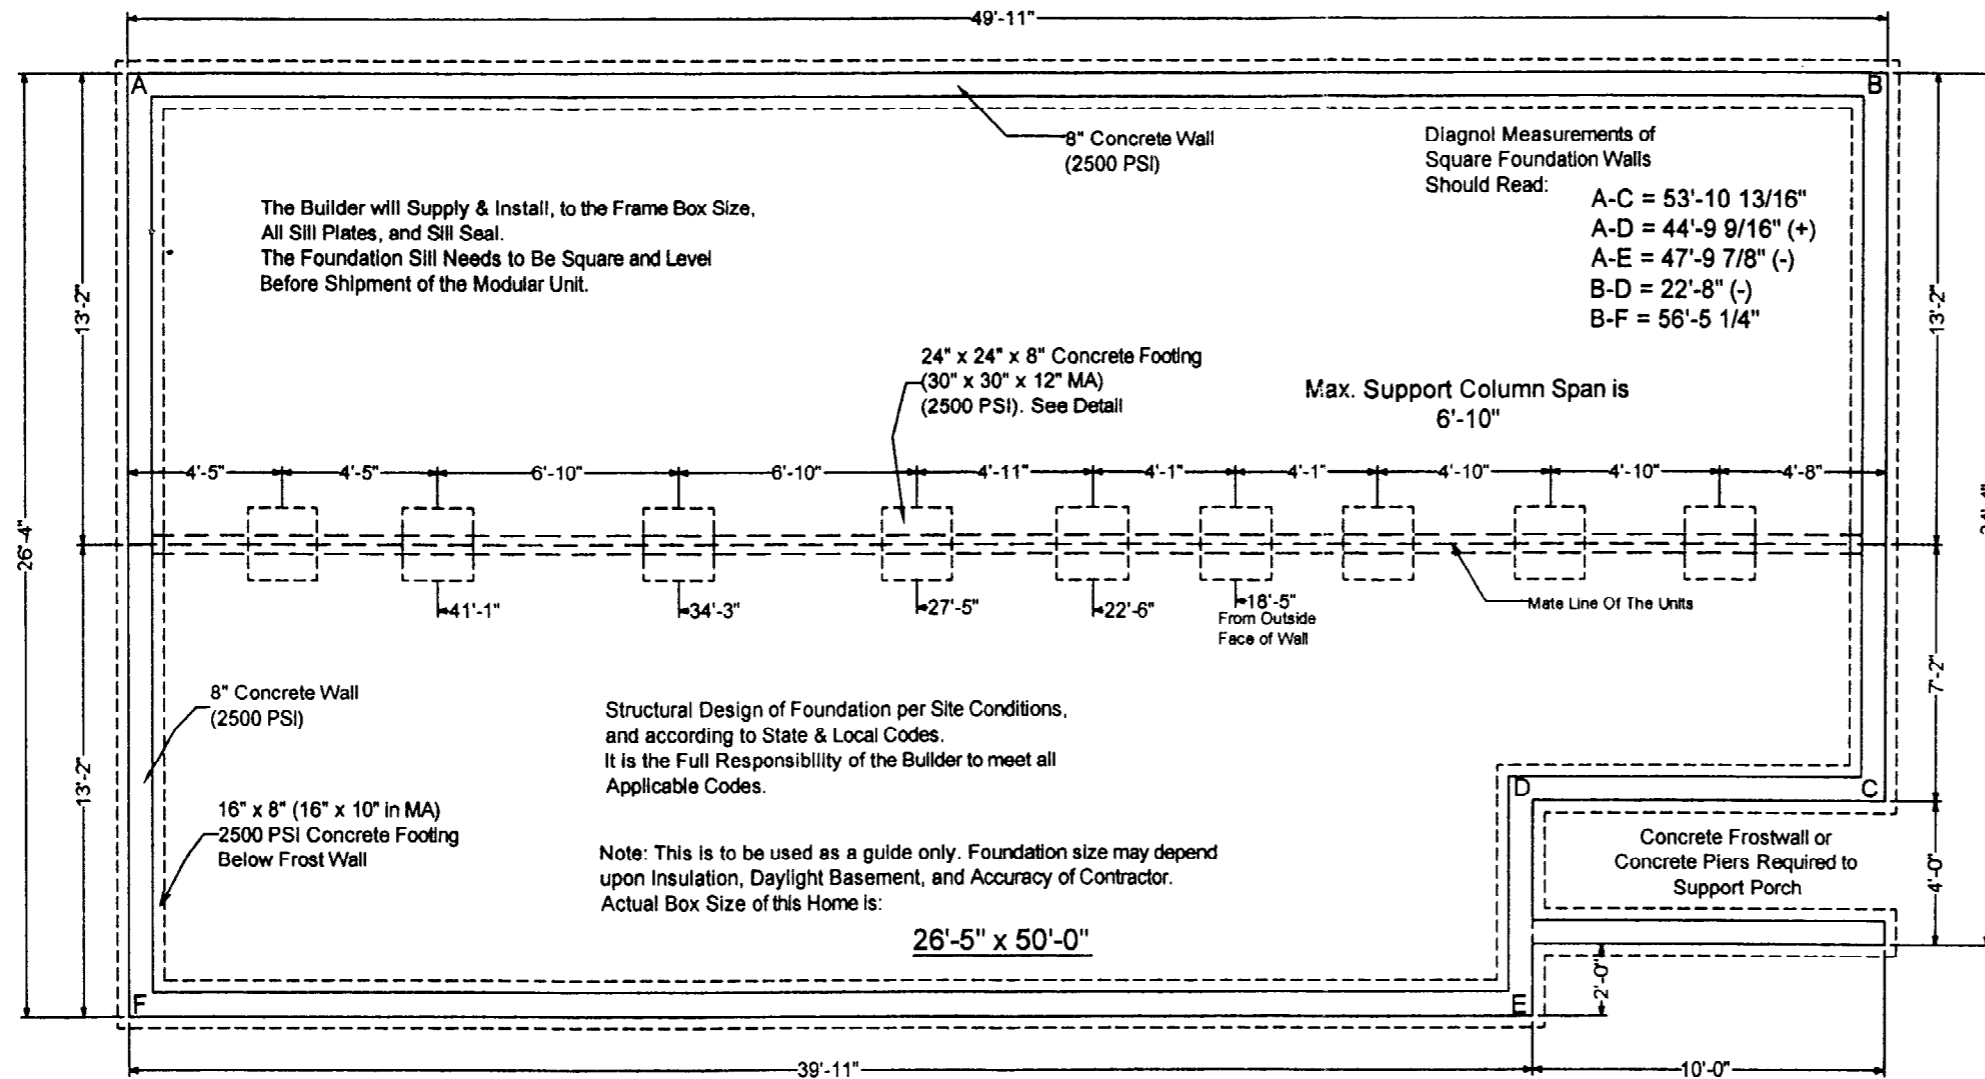 49'-11"
A
B
8" Concrete Wall
(2500 PSI)
Diagnol Measurements of
Square Foundation Walls
Should Read:
A-C = 53'-10 13/16"
A-D = 44'-9 9/16" (+)
A-E = 47'-9 7/8" (-)
B-D = 22'-8" (-)
B-F = 56'-5 1/4"
The Builder will Supply & Install, to the Frame Box Size,
All Sill Plates, and Sill Seal.
The Foundation Sill Needs to Be Square and Level
Before Shipment of the Modular Unit.
13'-2"
13'-2"
24" x 24" x 8" Concrete Footing
(30" x 30" x 12" MA)
(2500 PSI). See Detail
Max. Support Column Span is
6'-10"
4'-5" 4'-5" 6'-10" 6'-10" 4'-11" 4'-1" 4'-1" 4'-10" 4'-10" 4'-8"
26'-4"
41'-1" 34'-3" 27'-5" 22'-6" 18'-5"
From Outside
Face of Wall
Mate Line Of The Units
7'-2"
8" Concrete Wall
(2500 PSI)
Structural Design of Foundation per Site Conditions,
and according to State & Local Codes.
It is the Full Responsibility of the Builder to meet all
Applicable Codes.
13'-2"
D
C
16" x 8" (16" x 10" in MA)
2500 PSI Concrete Footing
Below Frost Wall
Note: This is to be used as a guide only. Foundation size may depend
upon Insulation, Daylight Basement, and Accuracy of Contractor.
Actual Box Size of this Home is:
26'-5" x 50'-0"
Concrete Frostwall or
Concrete Piers Required to
Support Porch
4'-0"
2'-0"
F
E
39'-11"
10'-0"